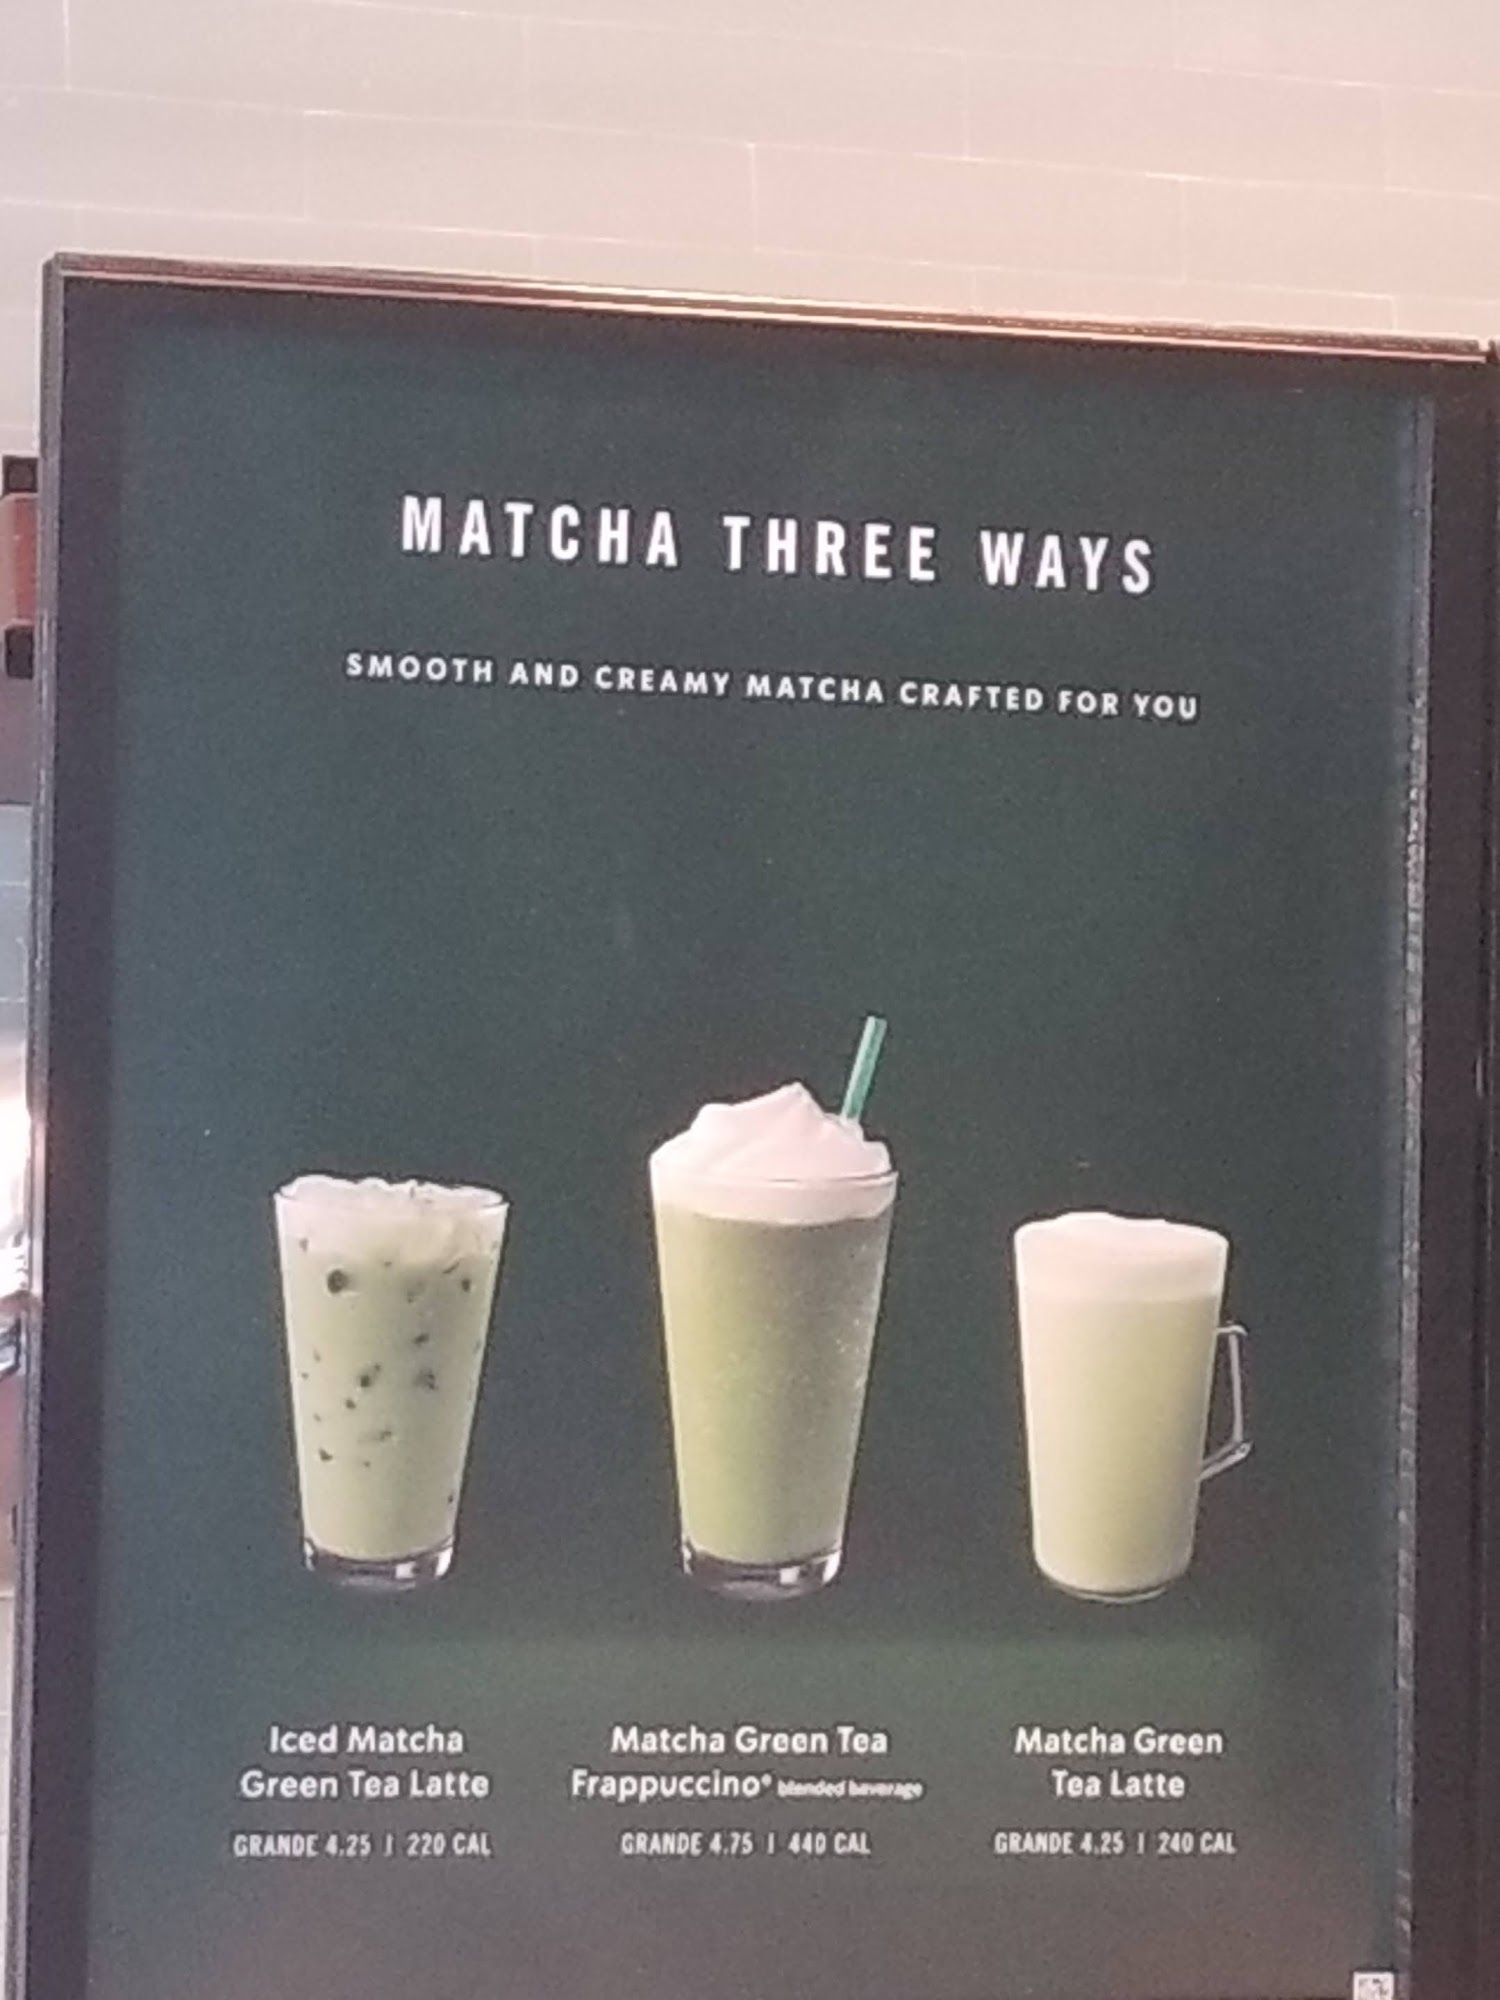 MATCHA THREE WAYS
SMOOTH AND CREAMY MATCHA CRAFTED FOR YOU
Iced Matcha
Green Tea Latte
GRANDE 4.25 | 220 CAL
Matcha Green Tea
Frappuccino® blended beverage
GRANDE 4.75 | 440 CAL
Matcha Green
Tea Latte
GRANDE 4.25 | 240 CAL